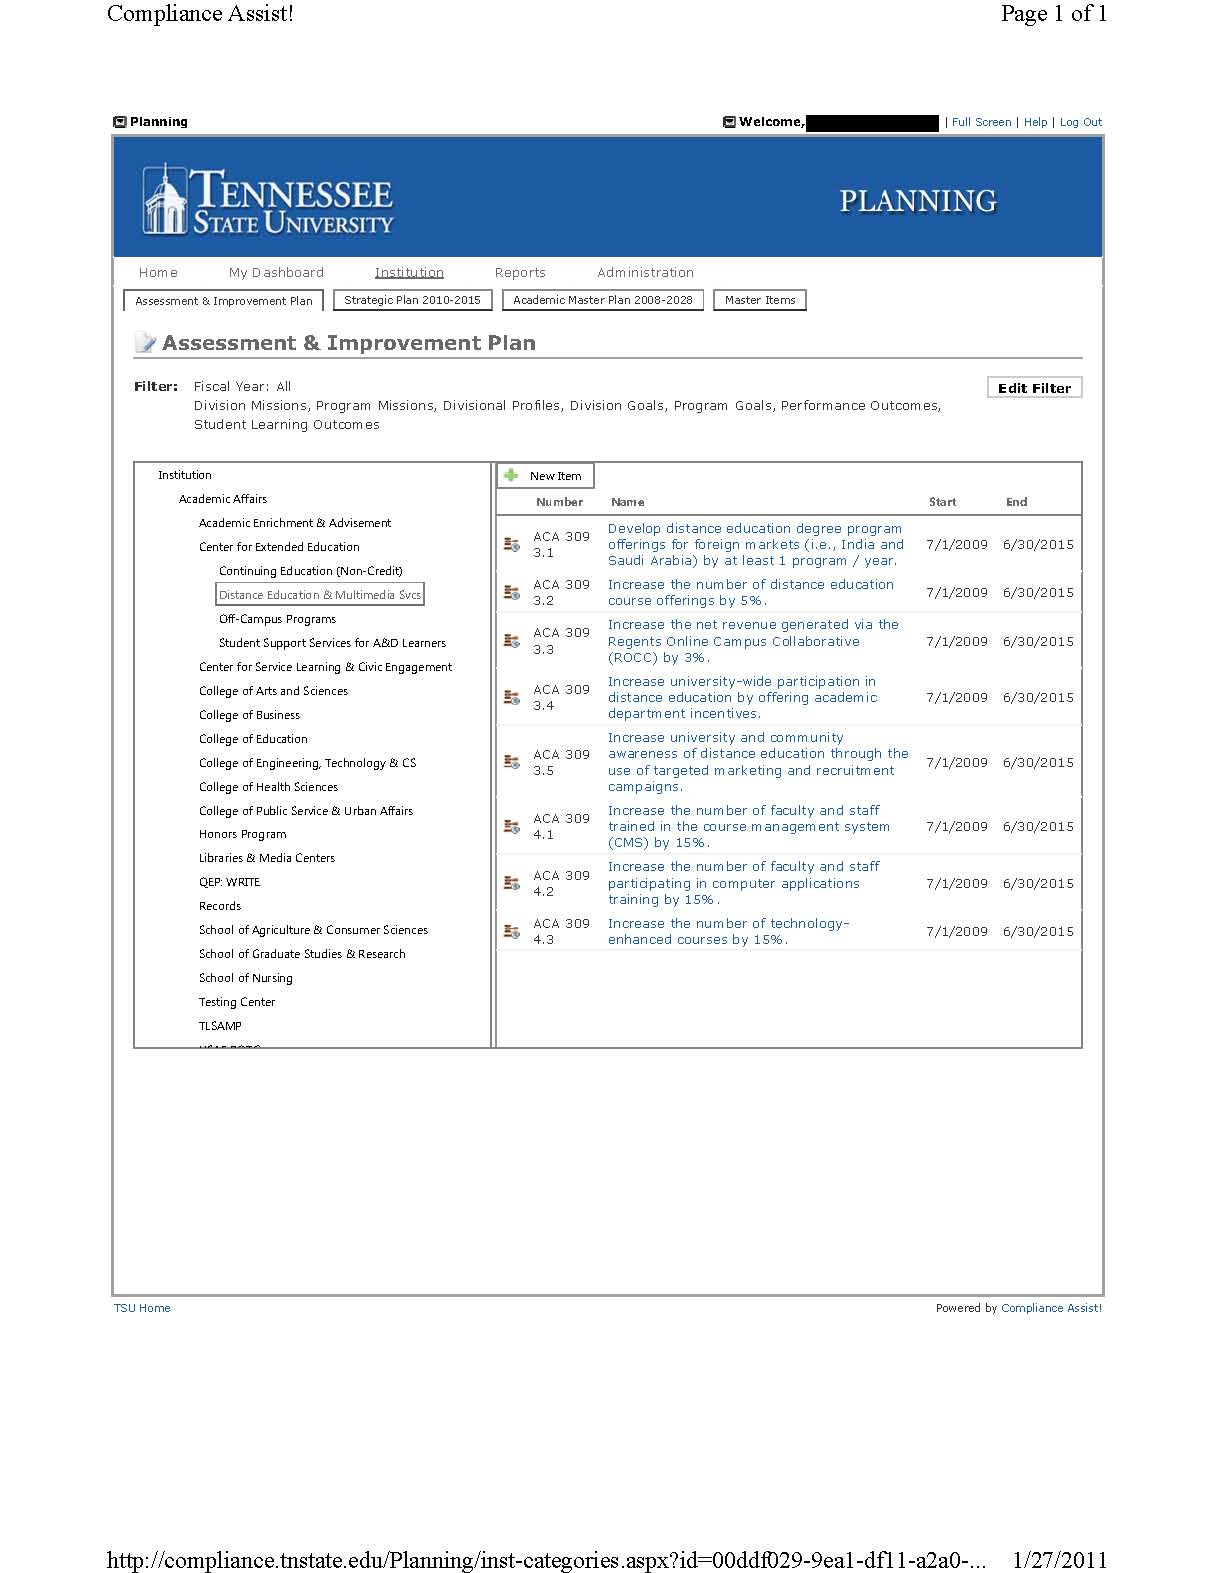 Compliance Assist!
Page 1 of 1
Planning
Welcome, | Full Screen | Help | Log Out
TENNESSEE
STATE UNIVERSITY
PLANNING
Home My Dashboard Institution Reports Administration
Assessment & Improvement Plan Strategic Plan 2010-2015 Academic Master Plan 2008-2028 Master Items
Assessment & Improvement Plan
Filter: Fiscal Year: All
Edit Filter
Division Missions, Program Missions, Divisional Profiles, Division Goals, Program Goals, Performance Outcomes,
Student Learning Outcomes
Institution
Academic Affairs
Academic Enrichment & Advisement
Center for Extended Education
Continuing Education (Non-Credit)
Distance Education & Multimedia Svcs
Off-Campus Programs
Student Support Services for A&D Learners
Center for Service Learning & Civic Engagement
College of Arts and Sciences
College of Business
College of Education
College of Engineering, Technology & CS
College of Health Sciences
College of Public Service & Urban Affairs
Honors Program
Libraries & Media Centers
QEP: WRITE
Records
School of Agriculture & Consumer Sciences
School of Graduate Studies & Research
School of Nursing
Testing Center
TLSAMP
New Item
Number Name Start End
ACA 309
3.1
Develop distance education degree program
offerings for foreign markets (i.e., India and
Saudi Arabia) by at least 1 program / year.
7/1/2009 6/30/2015
ACA 309
3.2
Increase the number of distance education
course offerings by 5%.
7/1/2009 6/30/2015
ACA 309
3.3
Increase the net revenue generated via the
Regents Online Campus Collaborative
(ROCC) by 3%.
7/1/2009 6/30/2015
ACA 309
3.4
Increase university-wide participation in
distance education by offering academic
department incentives.
7/1/2009 6/30/2015
ACA 309
3.5
Increase university and community
awareness of distance education through the
use of targeted marketing and recruitment
campaigns.
7/1/2009 6/30/2015
ACA 309
4.1
Increase the number of faculty and staff
trained in the course management system
(CMS) by 15%.
7/1/2009 6/30/2015
ACA 309
4.2
Increase the number of faculty and staff
participating in computer applications
training by 15%.
7/1/2009 6/30/2015
ACA 309
4.3
Increase the number of technology-
enhanced courses by 15%.
7/1/2009 6/30/2015
TSU Home
Powered by Compliance Assist!
http://compliance.tnstate.edu/Planning/inst-categories.aspx?id=00ddf029-9ea1-df11-a2a0-... 1/27/2011